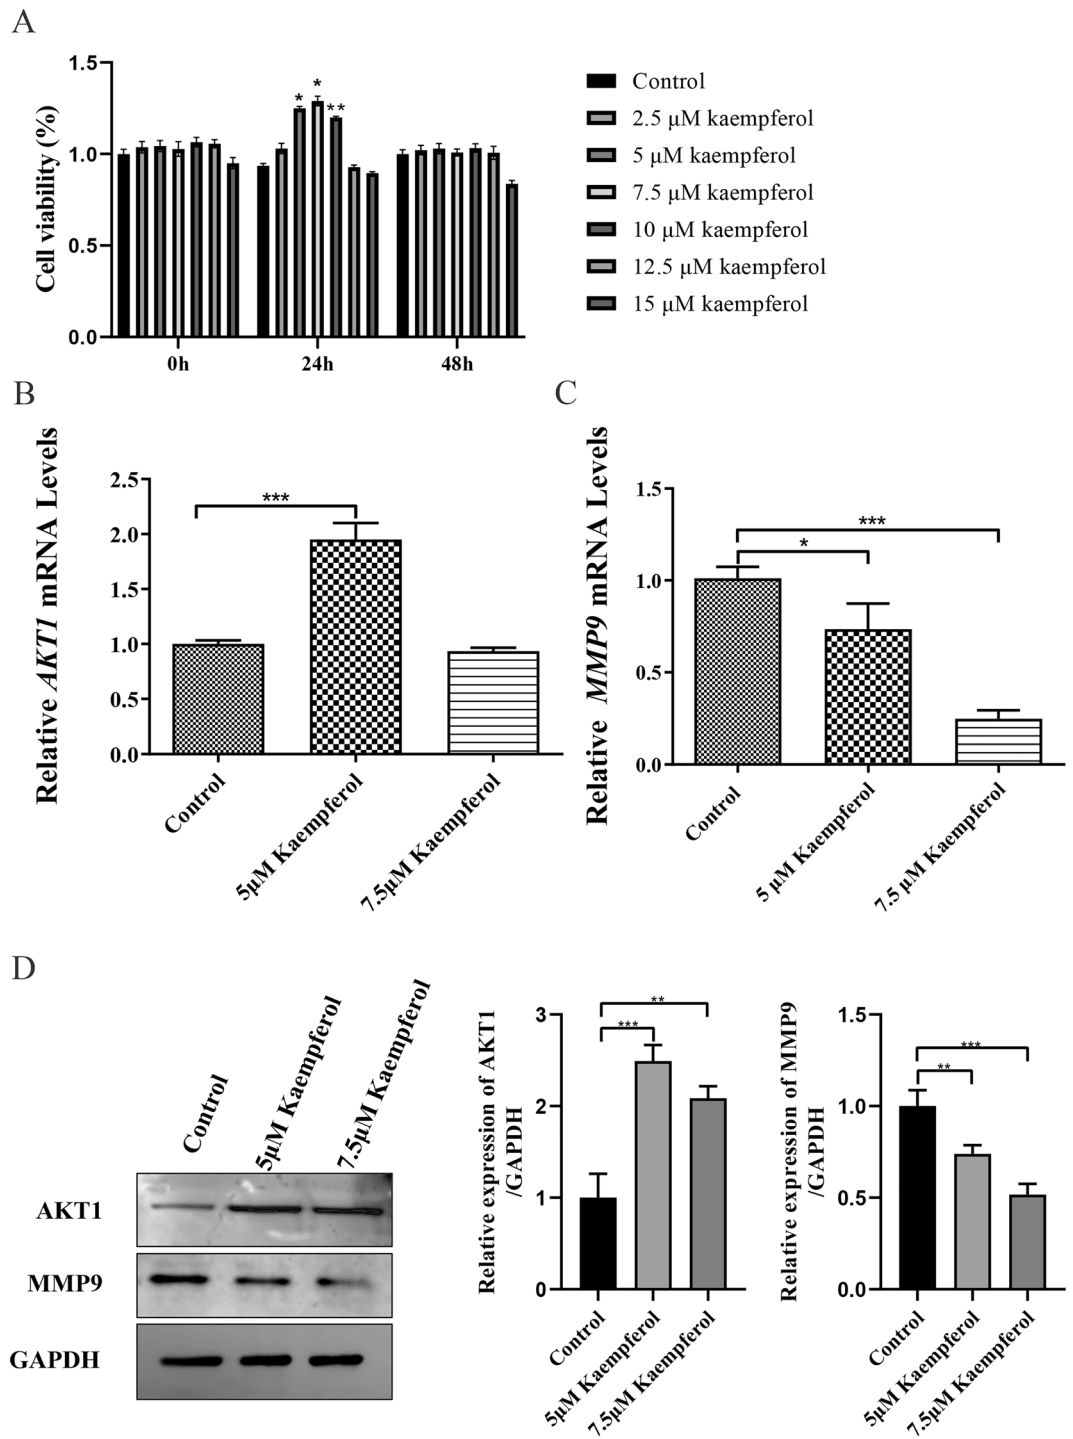 A
Cell viability (%)
1.5
1.0
0.5
0.0
* * **
0h 24h 48h
Control
2.5 µM kaempferol
5 µM kaempferol
7.5 µM kaempferol
10 µM kaempferol
12.5 µM kaempferol
15 µM kaempferol
B
Relative AKT1 mRNA Levels
2.5
2.0
1.5
1.0
0.5
0.0
***
Control
5µM Kaempferol
7.5µM Kaempferol
C
Relative MMP9 mRNA Levels
1.5
1.0
0.5
0.0
***
*
Control
5 µM Kaempferol
7.5 µM Kaempferol
D
Control
5µM Kaempferol
7.5µM Kaempferol
AKT1
MMP9
GAPDH
Relative expression of AKT1
/GAPDH
3
2
1
0
**
***
Control
5µM Kaempferol
7.5µM Kaempferol
Relative expression of MMP9
/GAPDH
1.5
1.0
0.5
0.0
***
**
Control
5µM Kaempferol
7.5µM Kaempferol